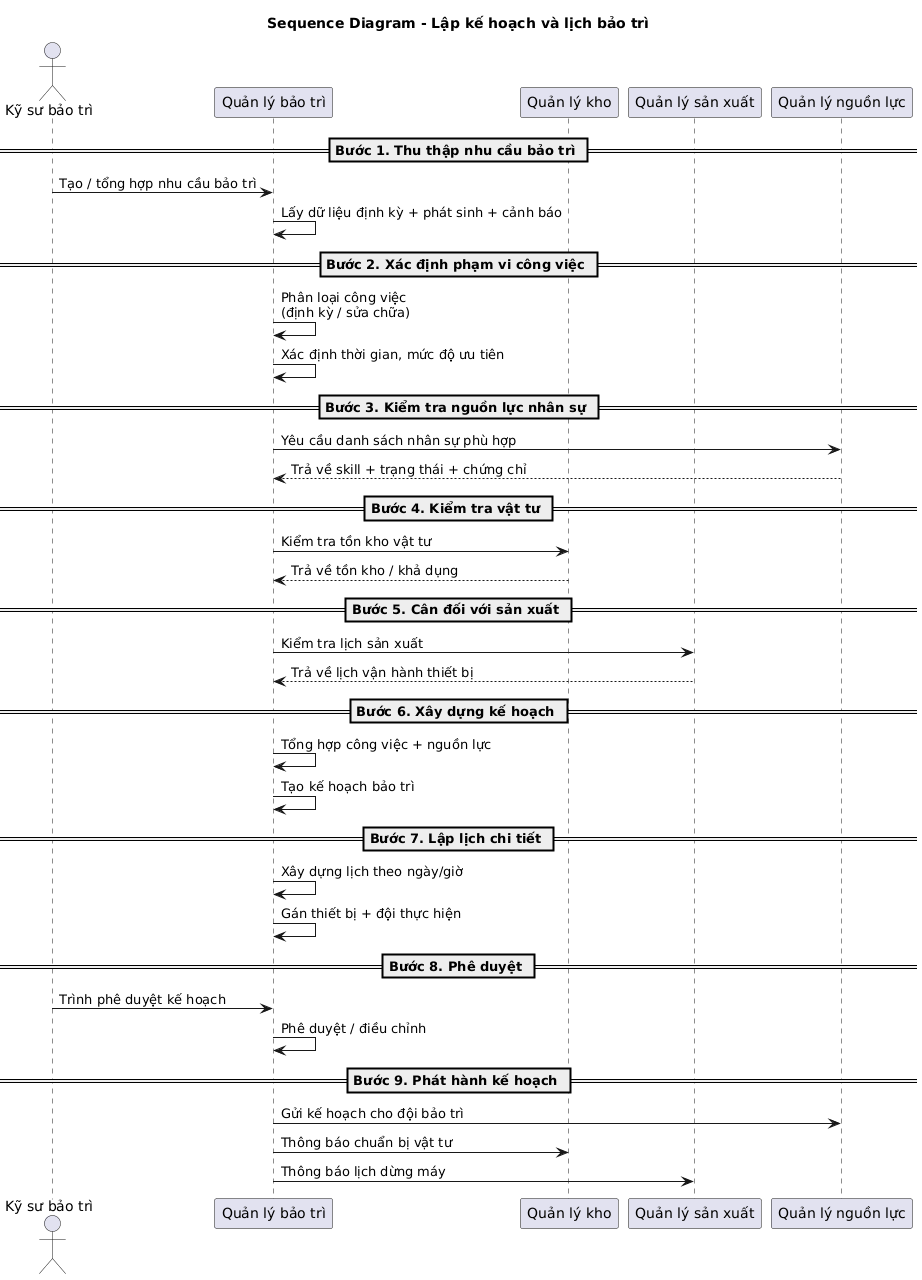 Sequence Diagram - Lập kế hoạch và lịch bảo trì
Kỹ sư bảo trì
Quản lý bảo trì
Quản lý kho
Quản lý sản xuất
Quản lý nguồn lực
Bước 1. Thu thập nhu cầu bảo trì
Tạo / tổng hợp nhu cầu bảo trì
Lấy dữ liệu định kỳ + phát sinh + cảnh báo
Bước 2. Xác định phạm vi công việc
Phân loại công việc
(định kỳ / sửa chữa)
Xác định thời gian, mức độ ưu tiên
Bước 3. Kiểm tra nguồn lực nhân sự
Yêu cầu danh sách nhân sự phù hợp
Trả về skill + trạng thái + chứng chỉ
Bước 4. Kiểm tra vật tư
Kiểm tra tồn kho vật tư
Trả về tồn kho / khả dụng
Bước 5. Cân đối với sản xuất
Kiểm tra lịch sản xuất
Trả về lịch vận hành thiết bị
Bước 6. Xây dựng kế hoạch
Tổng hợp công việc + nguồn lực
Tạo kế hoạch bảo trì
Bước 7. Lập lịch chi tiết
Xây dựng lịch theo ngày/giờ
Gán thiết bị + đội thực hiện
Bước 8. Phê duyệt
Trình phê duyệt kế hoạch
Phê duyệt / điều chỉnh
Bước 9. Phát hành kế hoạch
Gửi kế hoạch cho đội bảo trì
Thông báo chuẩn bị vật tư
Thông báo lịch dừng máy
Kỹ sư bảo trì
Quản lý bảo trì
Quản lý kho
Quản lý sản xuất
Quản lý nguồn lực